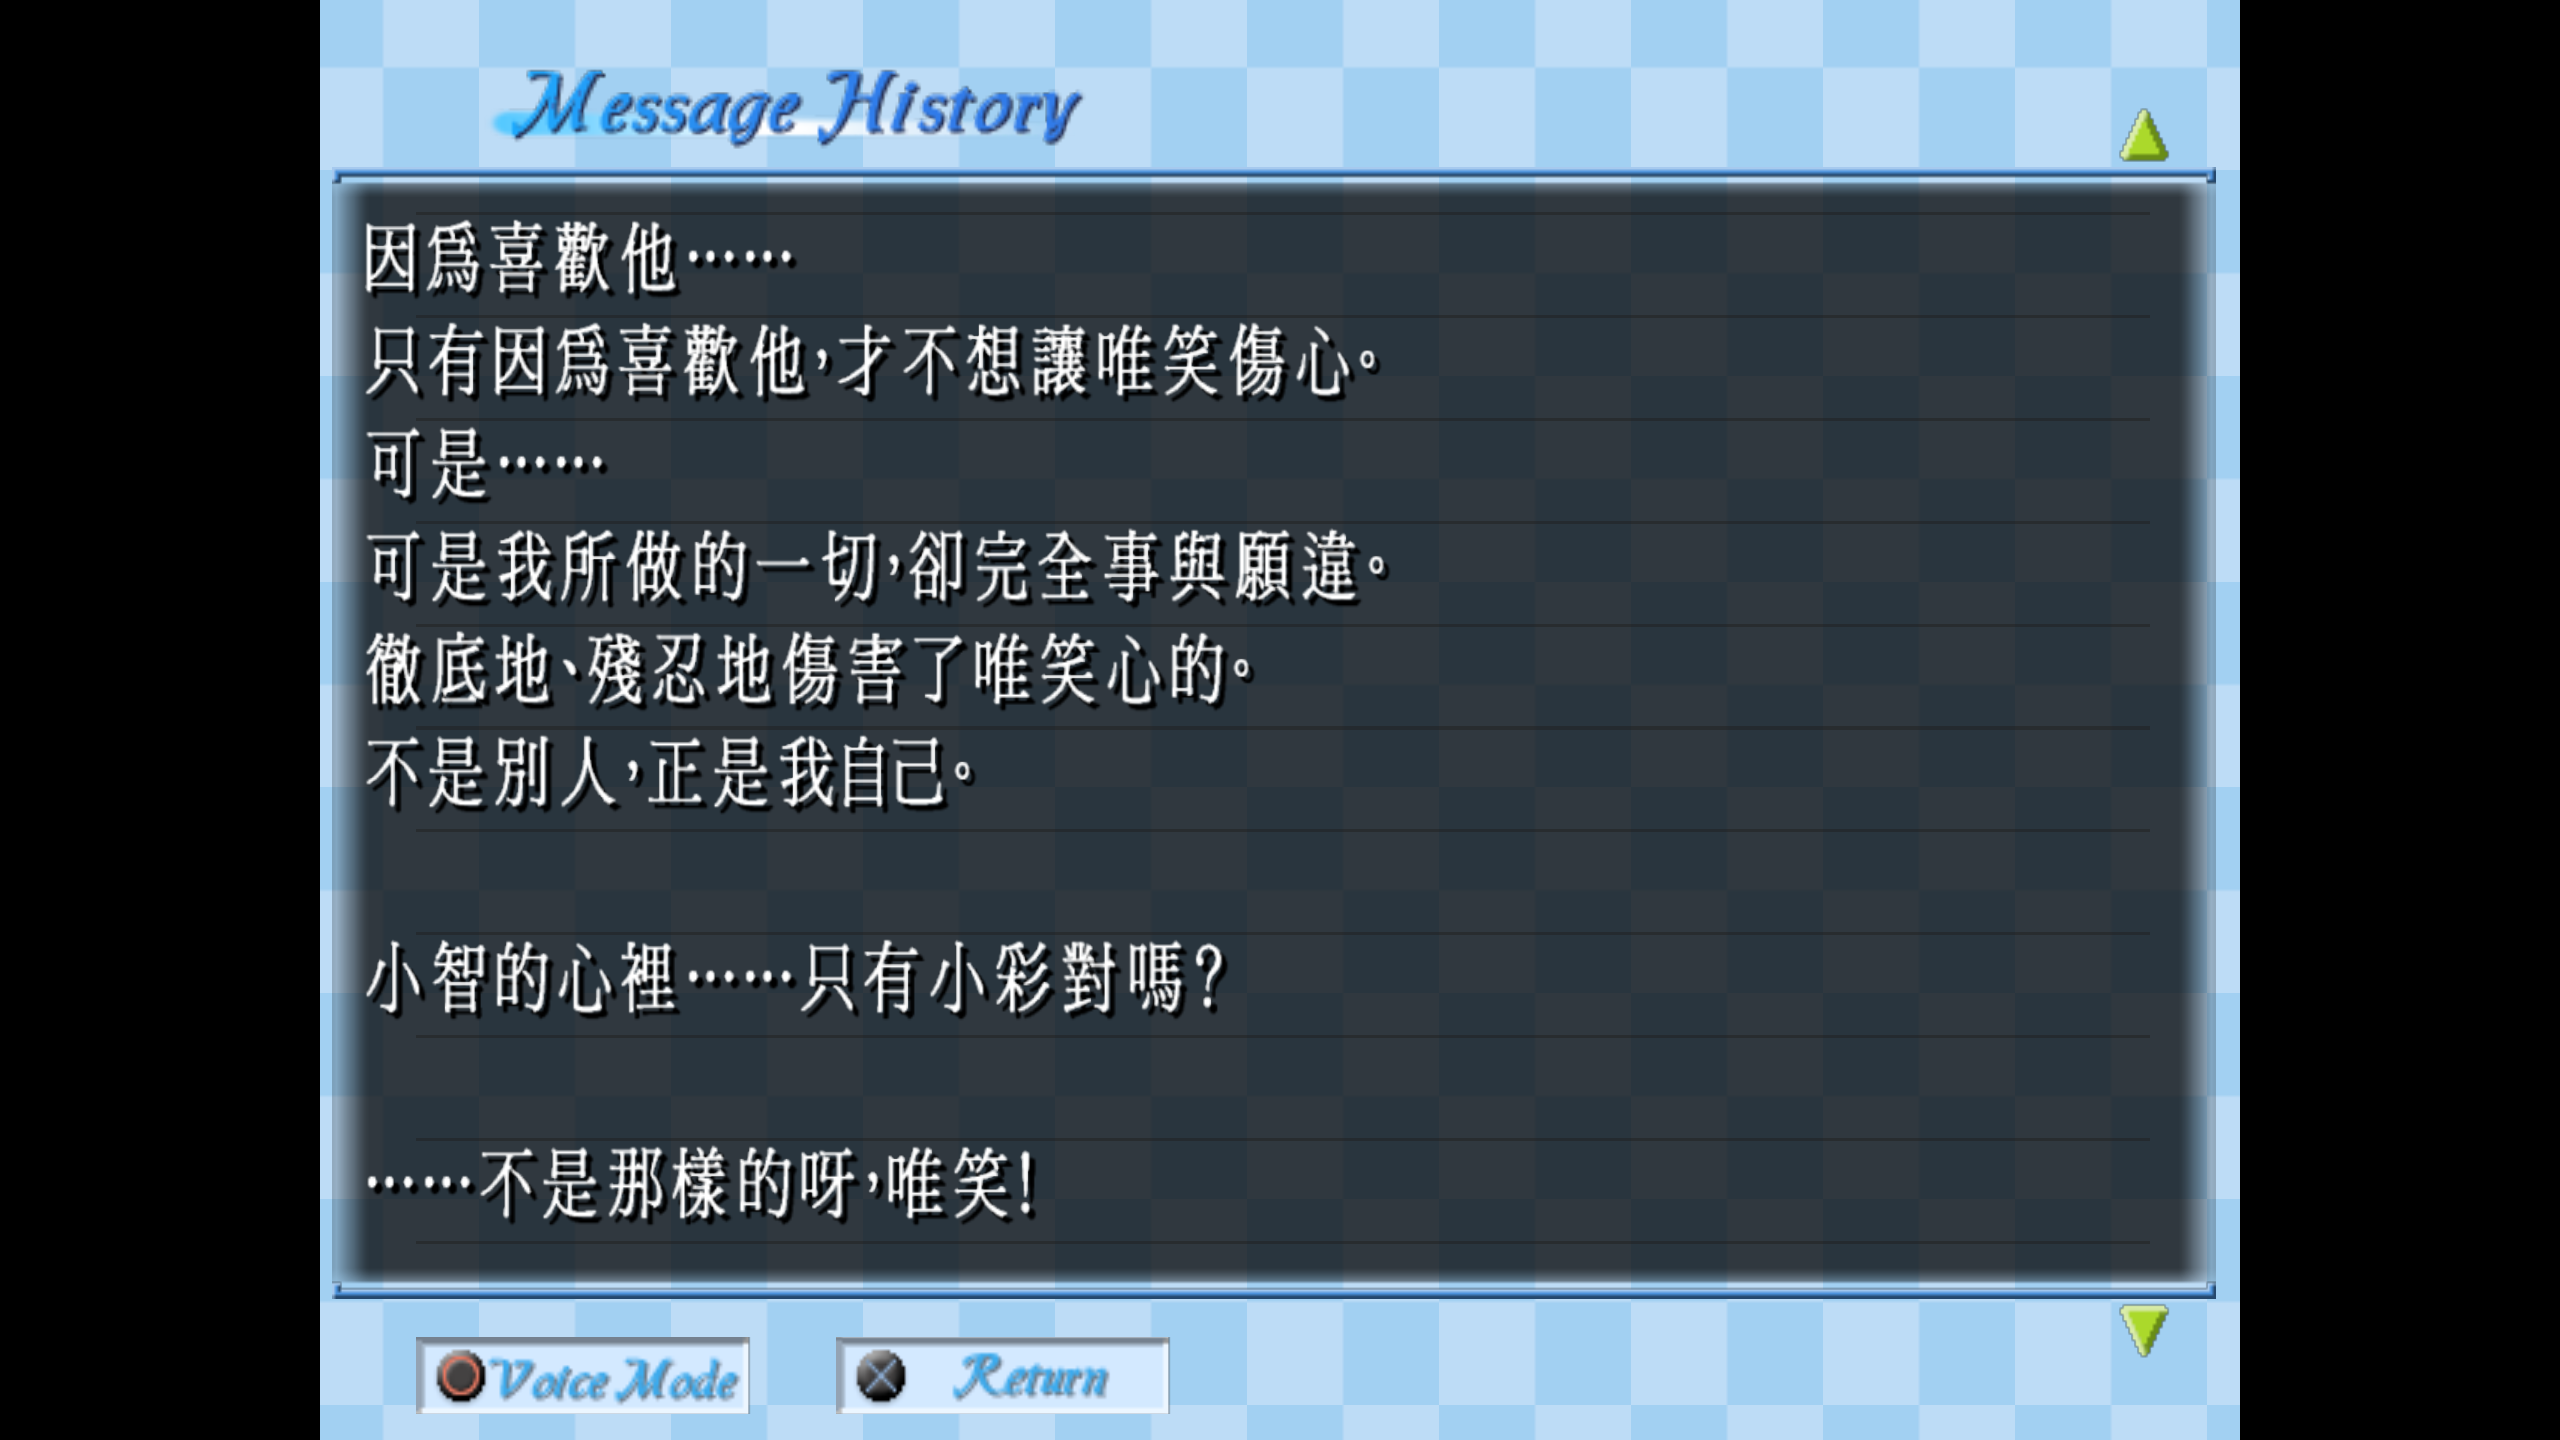 Message History
因爲喜歡他⋯⋯
只有因爲喜歡他，才不想讓唯笑傷心。
可是⋯⋯
可是我所做的一切，卻完全事與願違。
徹底地、殘忍地傷害了唯笑心的。
不是別人，正是我自己。
小智的心裡⋯⋯只有小彩對嗎？
⋯⋯不是那樣的呀，唯笑！
Voice Mode
Return